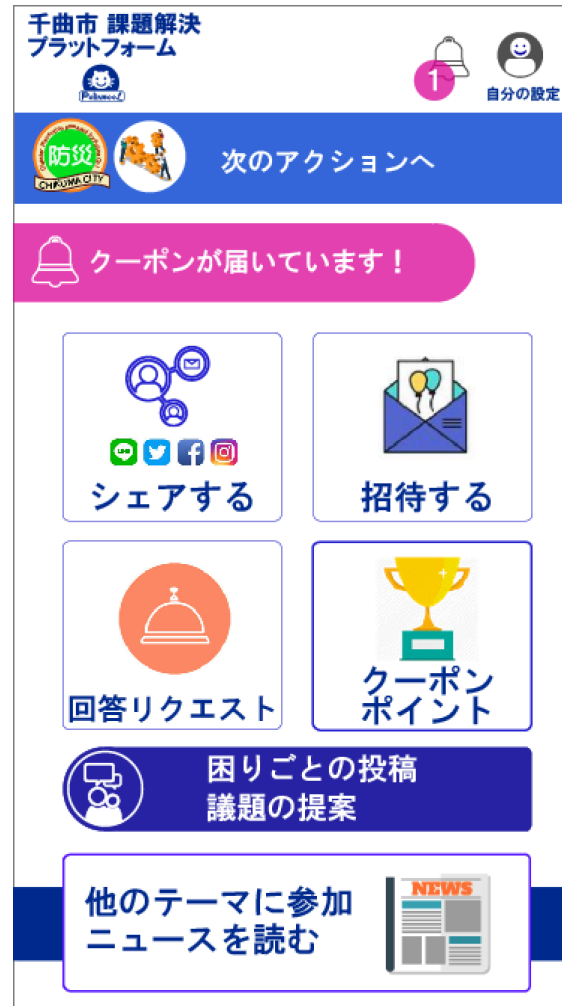 千曲市 課題解決
プラットフォーム
1
自分の設定
防災
CHIKUMA CITY
次のアクションへ
クーポンが届いています！
LINE
シェアする
招待する
回答リクエスト
クーポン
ポイント
困りごとの投稿
議題の提案
他のテーマに参加
ニュースを読む
NEWS